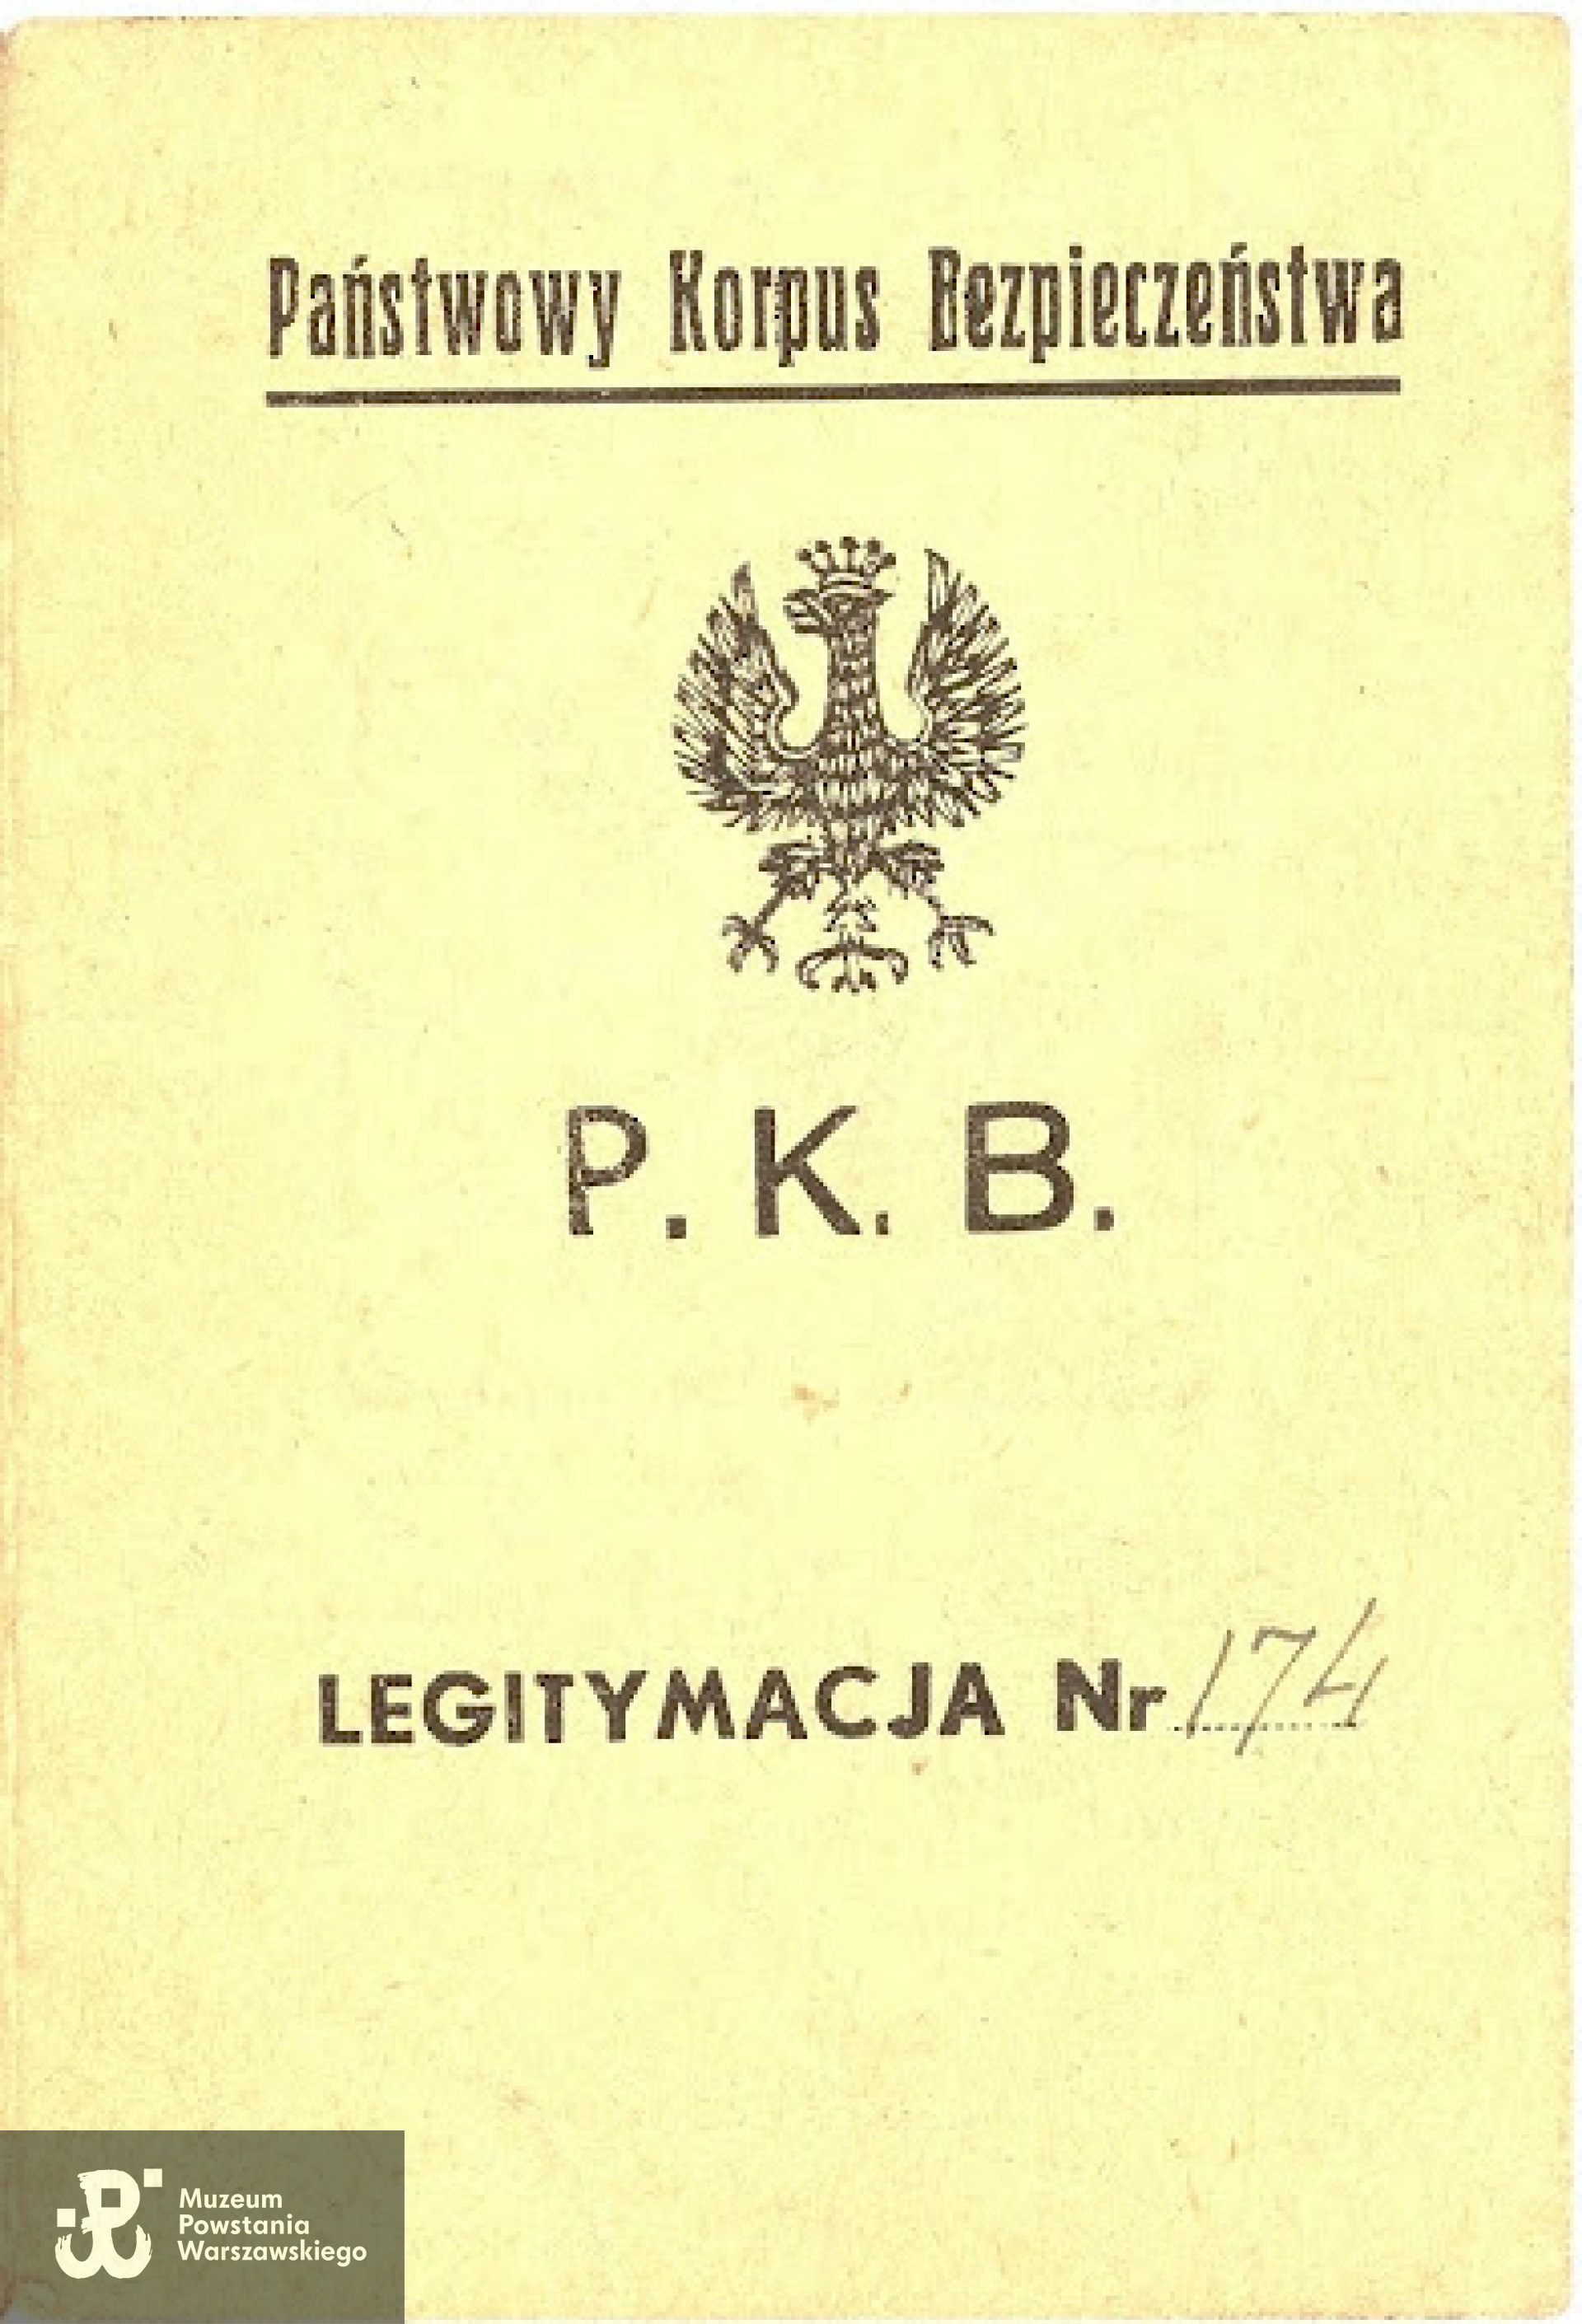 Państwowy Korpus Bezpieczeństwa
P. K. B.
LEGITYMACJA Nr 174
Muzeum
Powstania
Warszawskiego